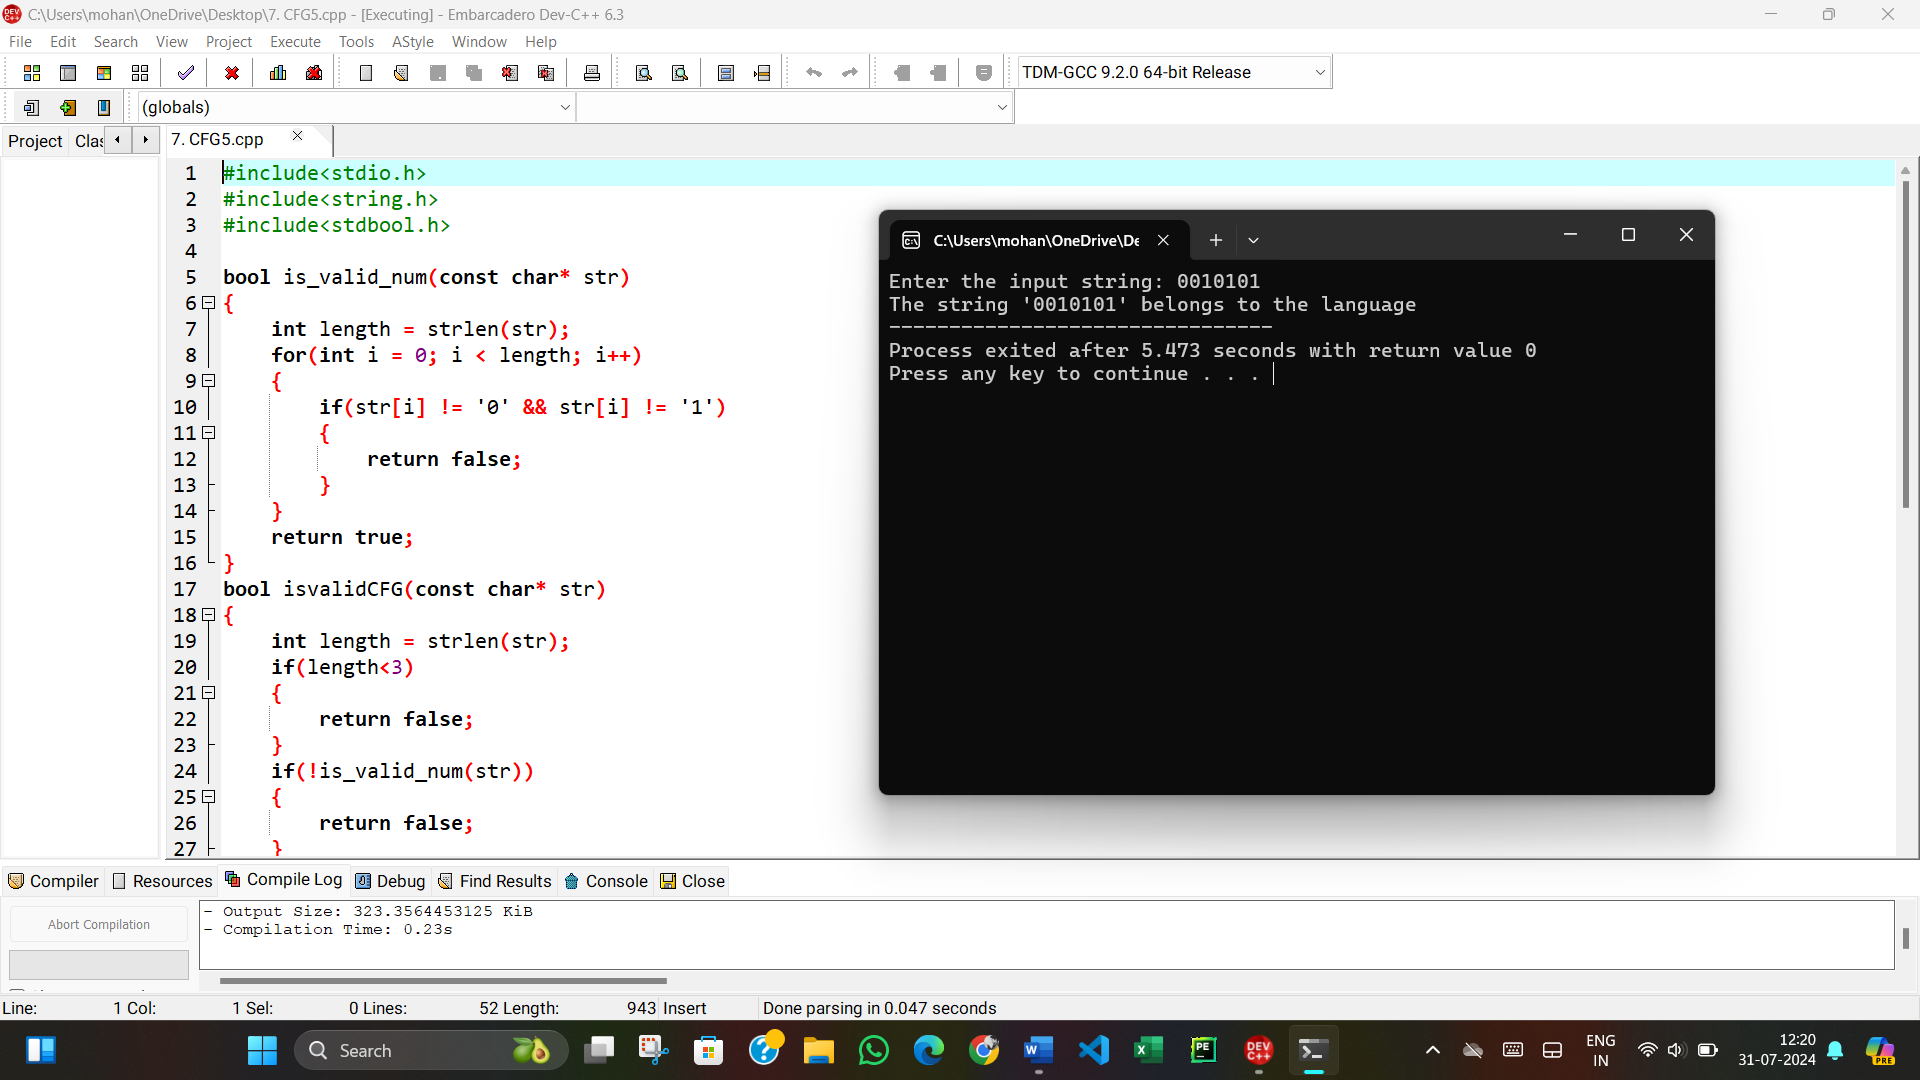 C:\Users\mohan\OneDrive\Desktop\7. CFG5.cpp - [Executing] - Embarcadero Dev-C++ 6.3
File Edit Search View Project Execute Tools AStyle Window Help
TDM-GCC 9.2.0 64-bit Release
(globals)
Project Clas 7. CFG5.cpp
1 #include<stdio.h>
2 #include<string.h>
3 #include<stdbool.h>
4
5 bool is_valid_num(const char* str)
6 {
7 int length = strlen(str);
8 for(int i = 0; i < length; i++)
9 {
10 if(str[i] != '0' && str[i] != '1')
11 {
12 return false;
13 }
14 }
15 return true;
16 }
17 bool isvalidCFG(const char* str)
18 {
19 int length = strlen(str);
20 if(length<3)
21 {
22 return false;
23 }
24 if(!is_valid_num(str))
25 {
26 return false;
27 }
C:\Users\mohan\OneDrive\De
Enter the input string: 0010101
The string '0010101' belongs to the language
--------------------------------
Process exited after 5.473 seconds with return value 0
Press any key to continue . . .
Compiler Resources Compile Log Debug Find Results Console Close
Abort Compilation
- Output Size: 323.3564453125 KiB
- Compilation Time: 0.23s
Line: 1 Col: 1 Sel: 0 Lines: 52 Length: 943 Insert Done parsing in 0.047 seconds
Search
ENG
IN
12:20
31-07-2024